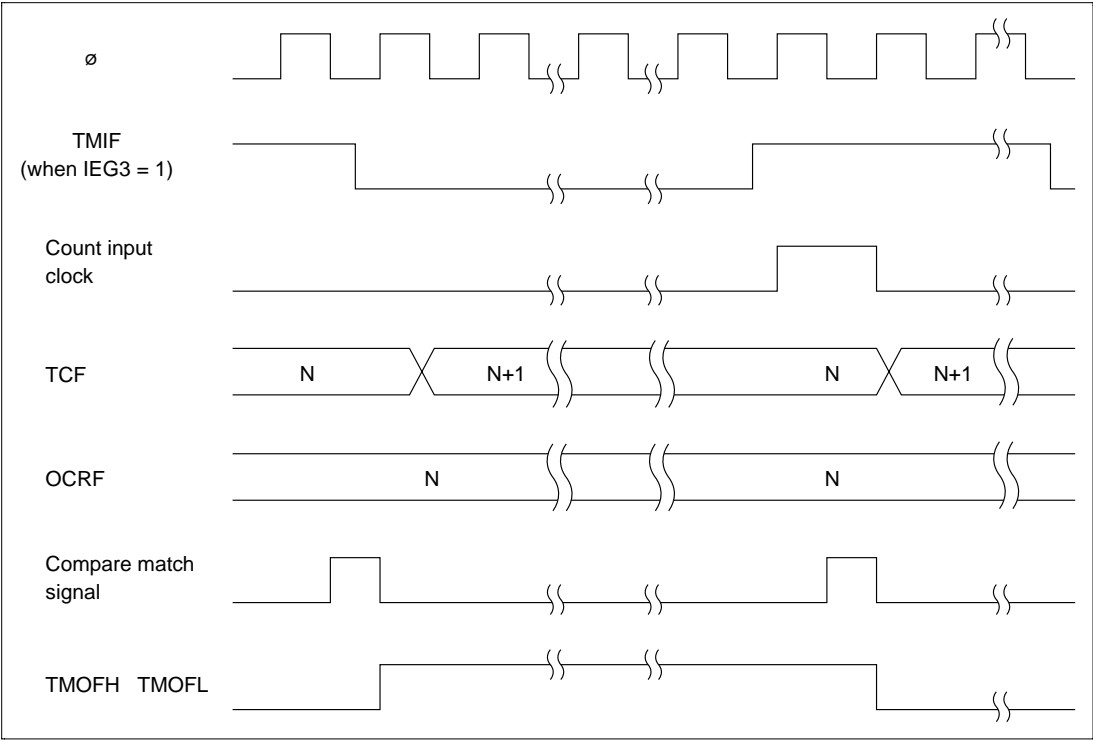 ø
TMIF
(when IEG3 = 1)
Count input
clock
TCF N N+1 N N+1
OCRF N N
Compare match
signal
TMOFH TMOFL